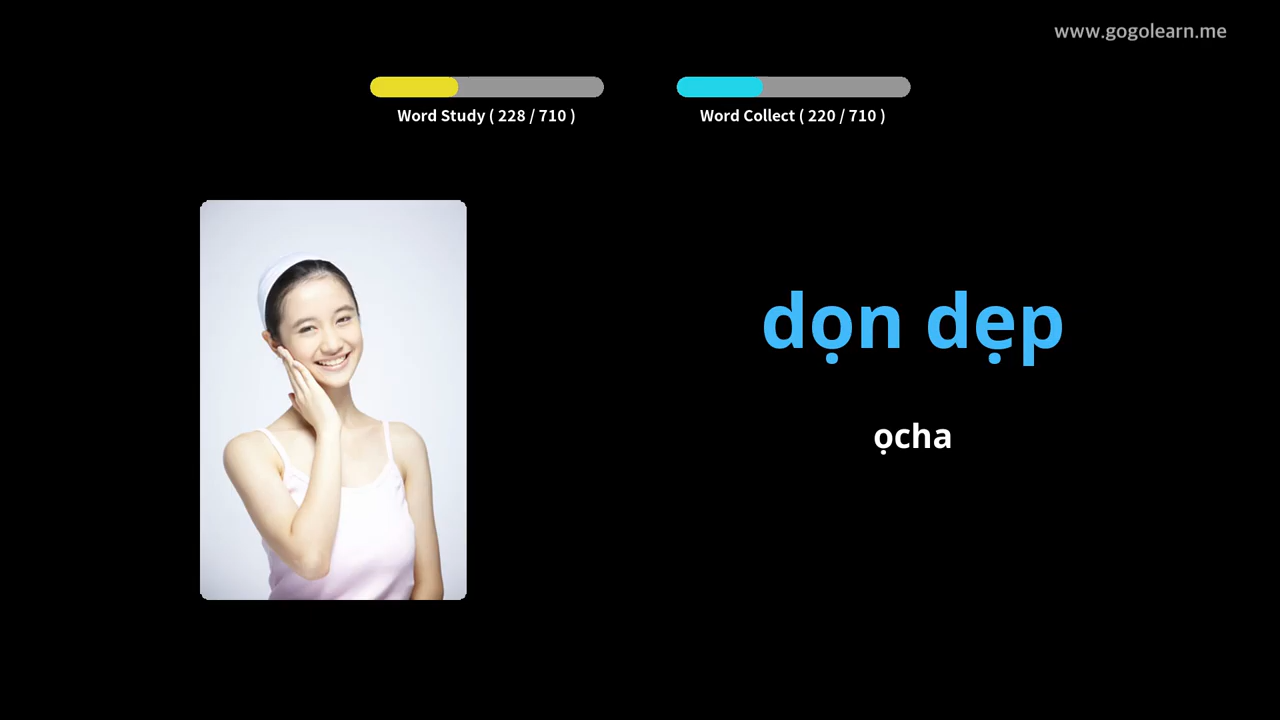 www.gogolearn.me
Word Study ( 228 / 710 )
Word Collect ( 220 / 710 )
dọn dẹp
ọcha